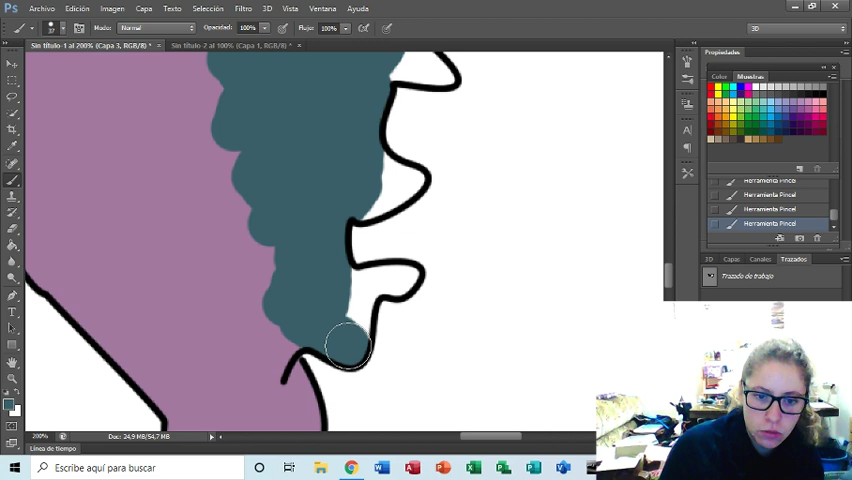 Ps Archivo Edición Imagen Capa Texto Selección Filtro 3D Vista Ventana Ayuda
37 Modo: Normal Opacidad: 100% Flujo: 100% 3D
Sin título-1 al 200% (Capa 3, RGB/8) * × Sin título-2 al 100% (Capa 1, RGB/8) * ×
Propiedades
Color Muestras
Herramienta Pincel
Herramienta Pincel
Herramienta Pincel
Herramienta Pincel
3D Capas Canales Trazados
Trazado de trabajo
200% Doc: 24,9 MB/54,7 MB
Línea de tiempo
Escribe aquí para buscar